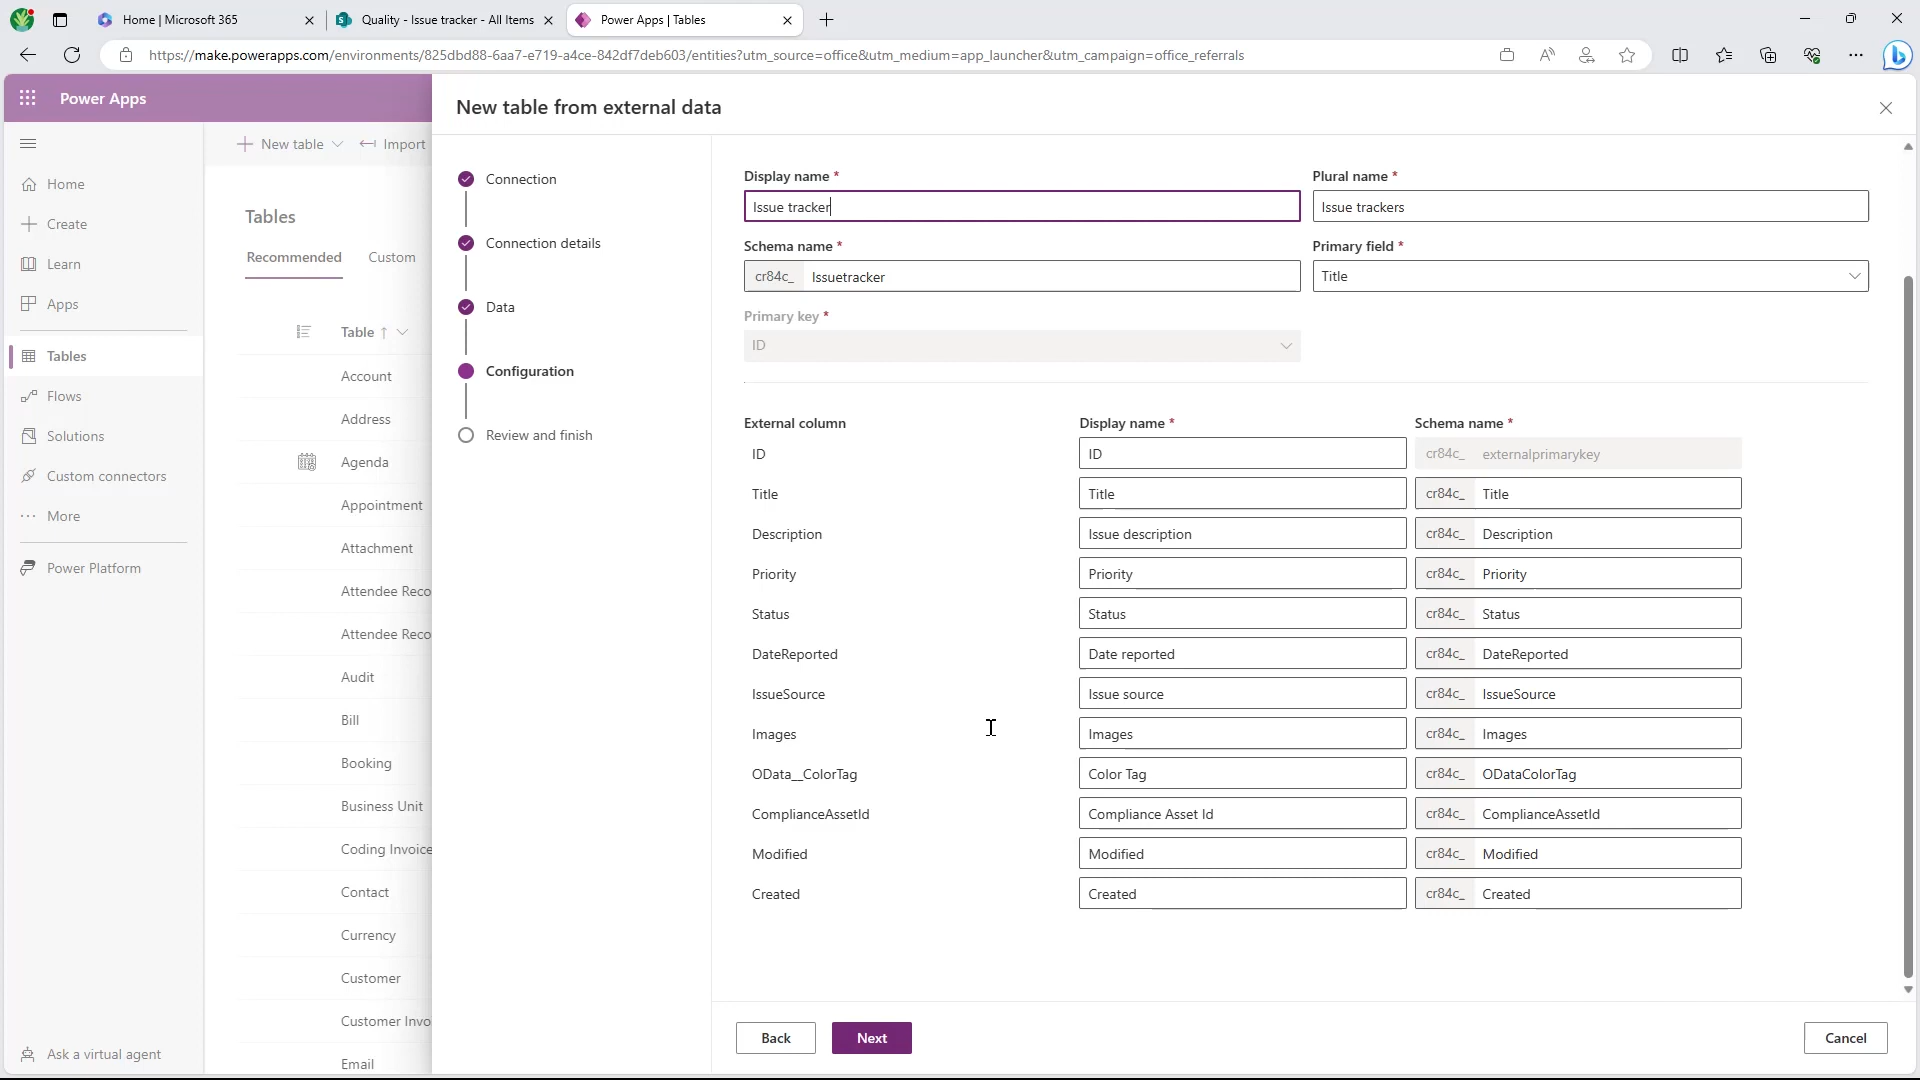 Home | Microsoft 365
Quality - Issue tracker - All Items
Power Apps | Tables
https://make.powerapps.com/environments/825dbd88-6aa7-e719-a4ce-842df7deb603/entities?utm_source=office&utm_medium=app_launcher&utm_campaign=office_referrals
Power Apps
New table from external data
New table
Import
Home
Create
Learn
Apps
Tables
Flows
Solutions
Custom connectors
More
Power Platform
Ask a virtual agent
Tables
Recommended
Custom
Table
Account
Address
Agenda
Appointment
Attachment
Attendee Reco
Attendee Reco
Audit
Bill
Booking
Business Unit
Coding Invoice
Contact
Currency
Customer
Customer Invo
Email
Connection
Connection details
Data
Configuration
Review and finish
Display name * Plural name *
Issue tracker Issue trackers
Schema name * Primary field *
cr84c_ Issuetracker Title
Primary key *
ID
External column Display name * Schema name *
ID ID cr84c_ externalprimarykey
Title Title cr84c_ Title
Description Issue description cr84c_ Description
Priority Priority cr84c_ Priority
Status Status cr84c_ Status
DateReported Date reported cr84c_ DateReported
IssueSource Issue source cr84c_ IssueSource
Images Images cr84c_ Images
OData__ColorTag Color Tag cr84c_ ODataColorTag
ComplianceAssetId Compliance Asset Id cr84c_ ComplianceAssetId
Modified Modified cr84c_ Modified
Created Created cr84c_ Created
Back Next Cancel